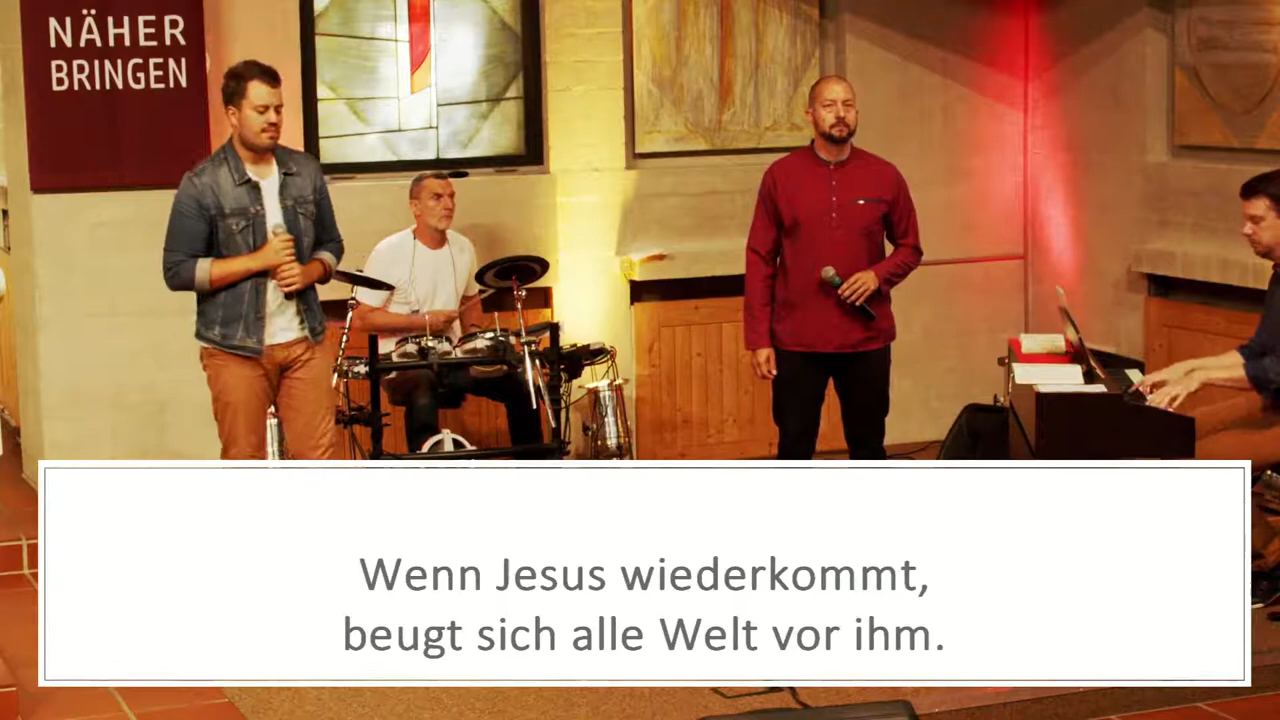 NÄHER
BRINGEN
Wenn Jesus wiederkommt,
beugt sich alle Welt vor ihm.